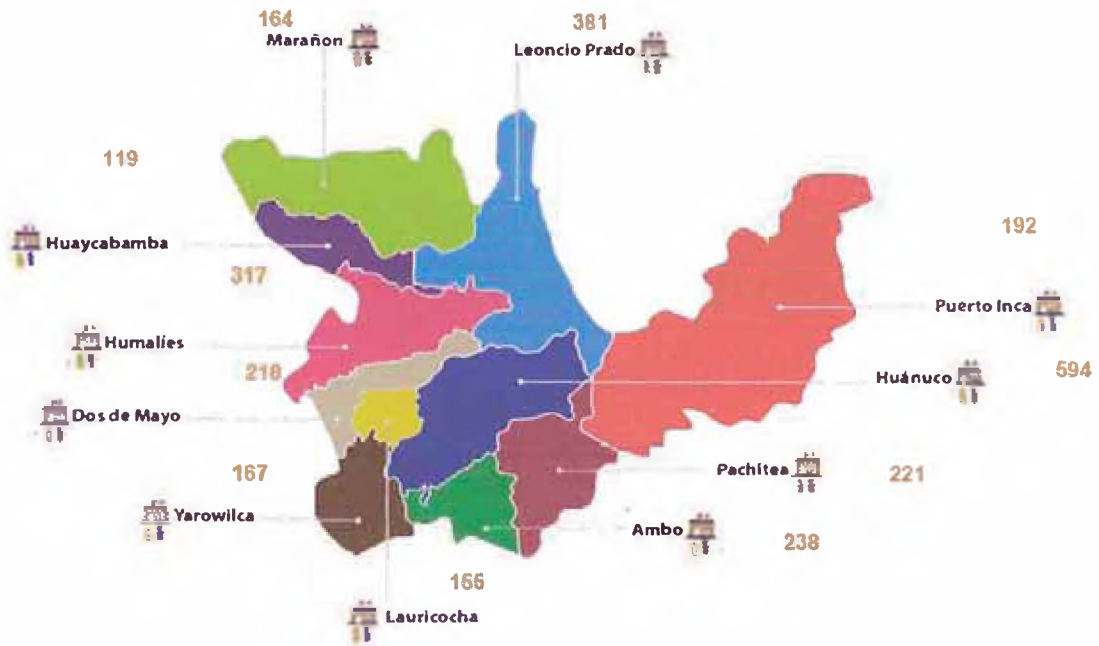 164
Marañon
381
Leoncio Prado
119
Huaycabamba
192
Puerto Inca
317
Humalíes
594
Huánuco
218
Dos de Mayo
221
Pachitea
167
Yarowilca
238
Ambo
155
Lauricocha